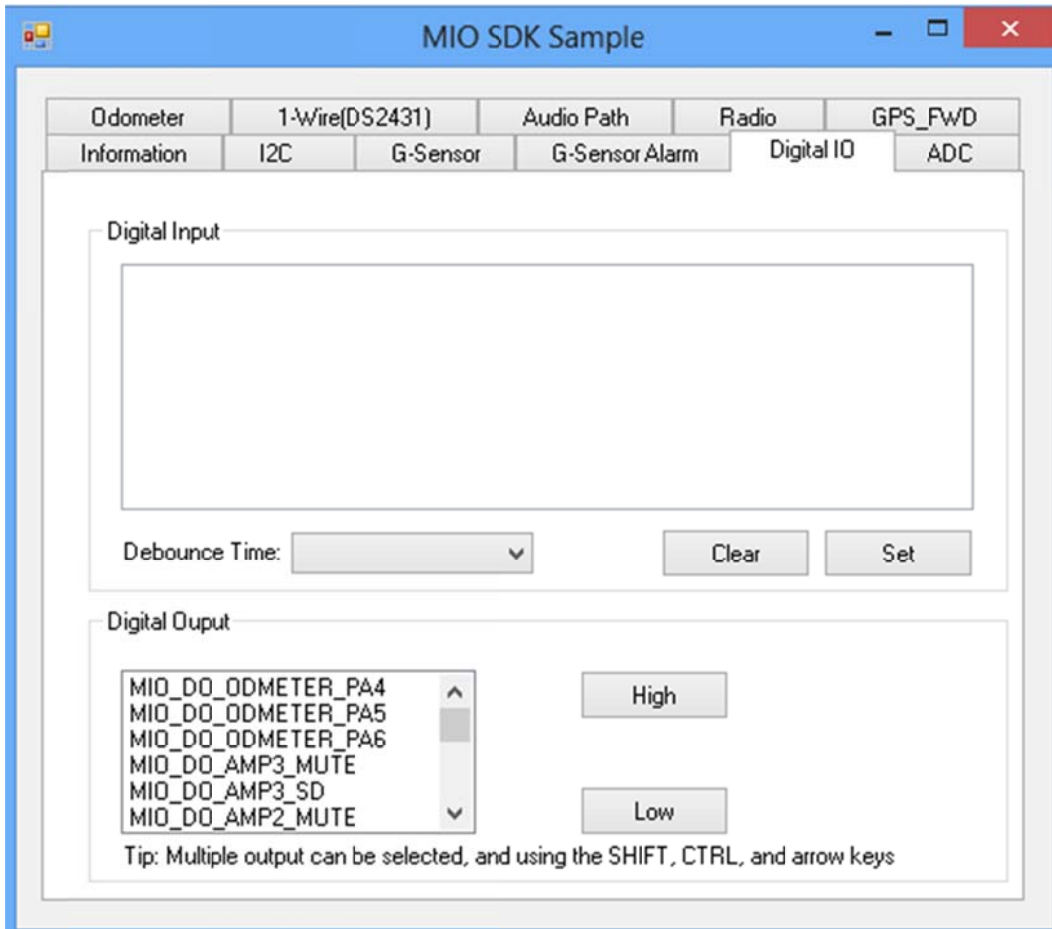 MIO SDK Sample
Odometer 1-Wire(DS2431) Audio Path Radio GPS_FWD
Information I2C G-Sensor G-Sensor Alarm Digital IO ADC
Digital Input
Debounce Time: Clear Set
Digital Ouput
MIO_DO_ODMETER_PA4
MIO_DO_ODMETER_PA5
MIO_DO_ODMETER_PA6
MIO_DO_AMP3_MUTE
MIO_DO_AMP3_SD
MIO_DO_AMP2_MUTE
High
Low
Tip: Multiple output can be selected, and using the SHIFT, CTRL, and arrow keys